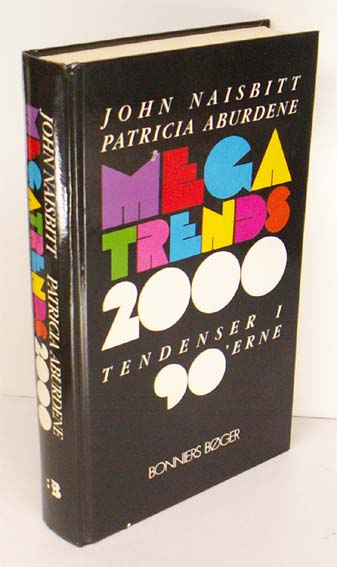 JOHN NAISBITT
PATRICIA ABURDENE
MEGA
TRENDS
2000
TENDENSER I
90'ERNE
BONNIERS BØGER
JOHN NAISBITT PATRICIA ABURDENE
MEGATRENDS 2000
:B